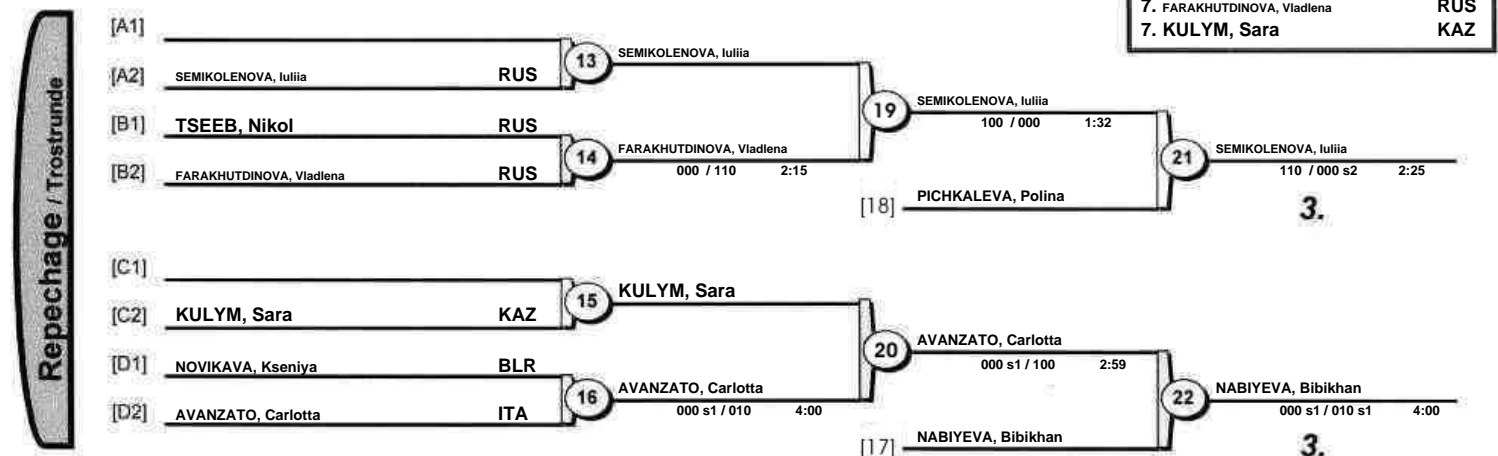 7. FARAKHUTDINOVA, Vladlena RUS
7. KULYM, Sara KAZ
Repechage / Trostrunde
[A1]
[A2] SEMIKOLENOVA, Iuliia RUS
13 SEMIKOLENOVA, Iuliia
[B1] TSEEB, Nikol RUS
[B2] FARAKHUTDINOVA, Vladlena RUS
14 FARAKHUTDINOVA, Vladlena
000 / 110 2:15
19 SEMIKOLENOVA, Iuliia
100 / 000 1:32
[18] PICHKALEVA, Polina
21 SEMIKOLENOVA, Iuliia
110 / 000 s2 2:25
3.
[C1]
[C2] KULYM, Sara KAZ
15 KULYM, Sara
[D1] NOVIKAVA, Kseniya BLR
[D2] AVANZATO, Carlotta ITA
16 AVANZATO, Carlotta
000 s1 / 010 4:00
20 AVANZATO, Carlotta
000 s1 / 100 2:59
[17] NABIYEVA, Bibikhan
22 NABIYEVA, Bibikhan
000 s1 / 010 s1 4:00
3.